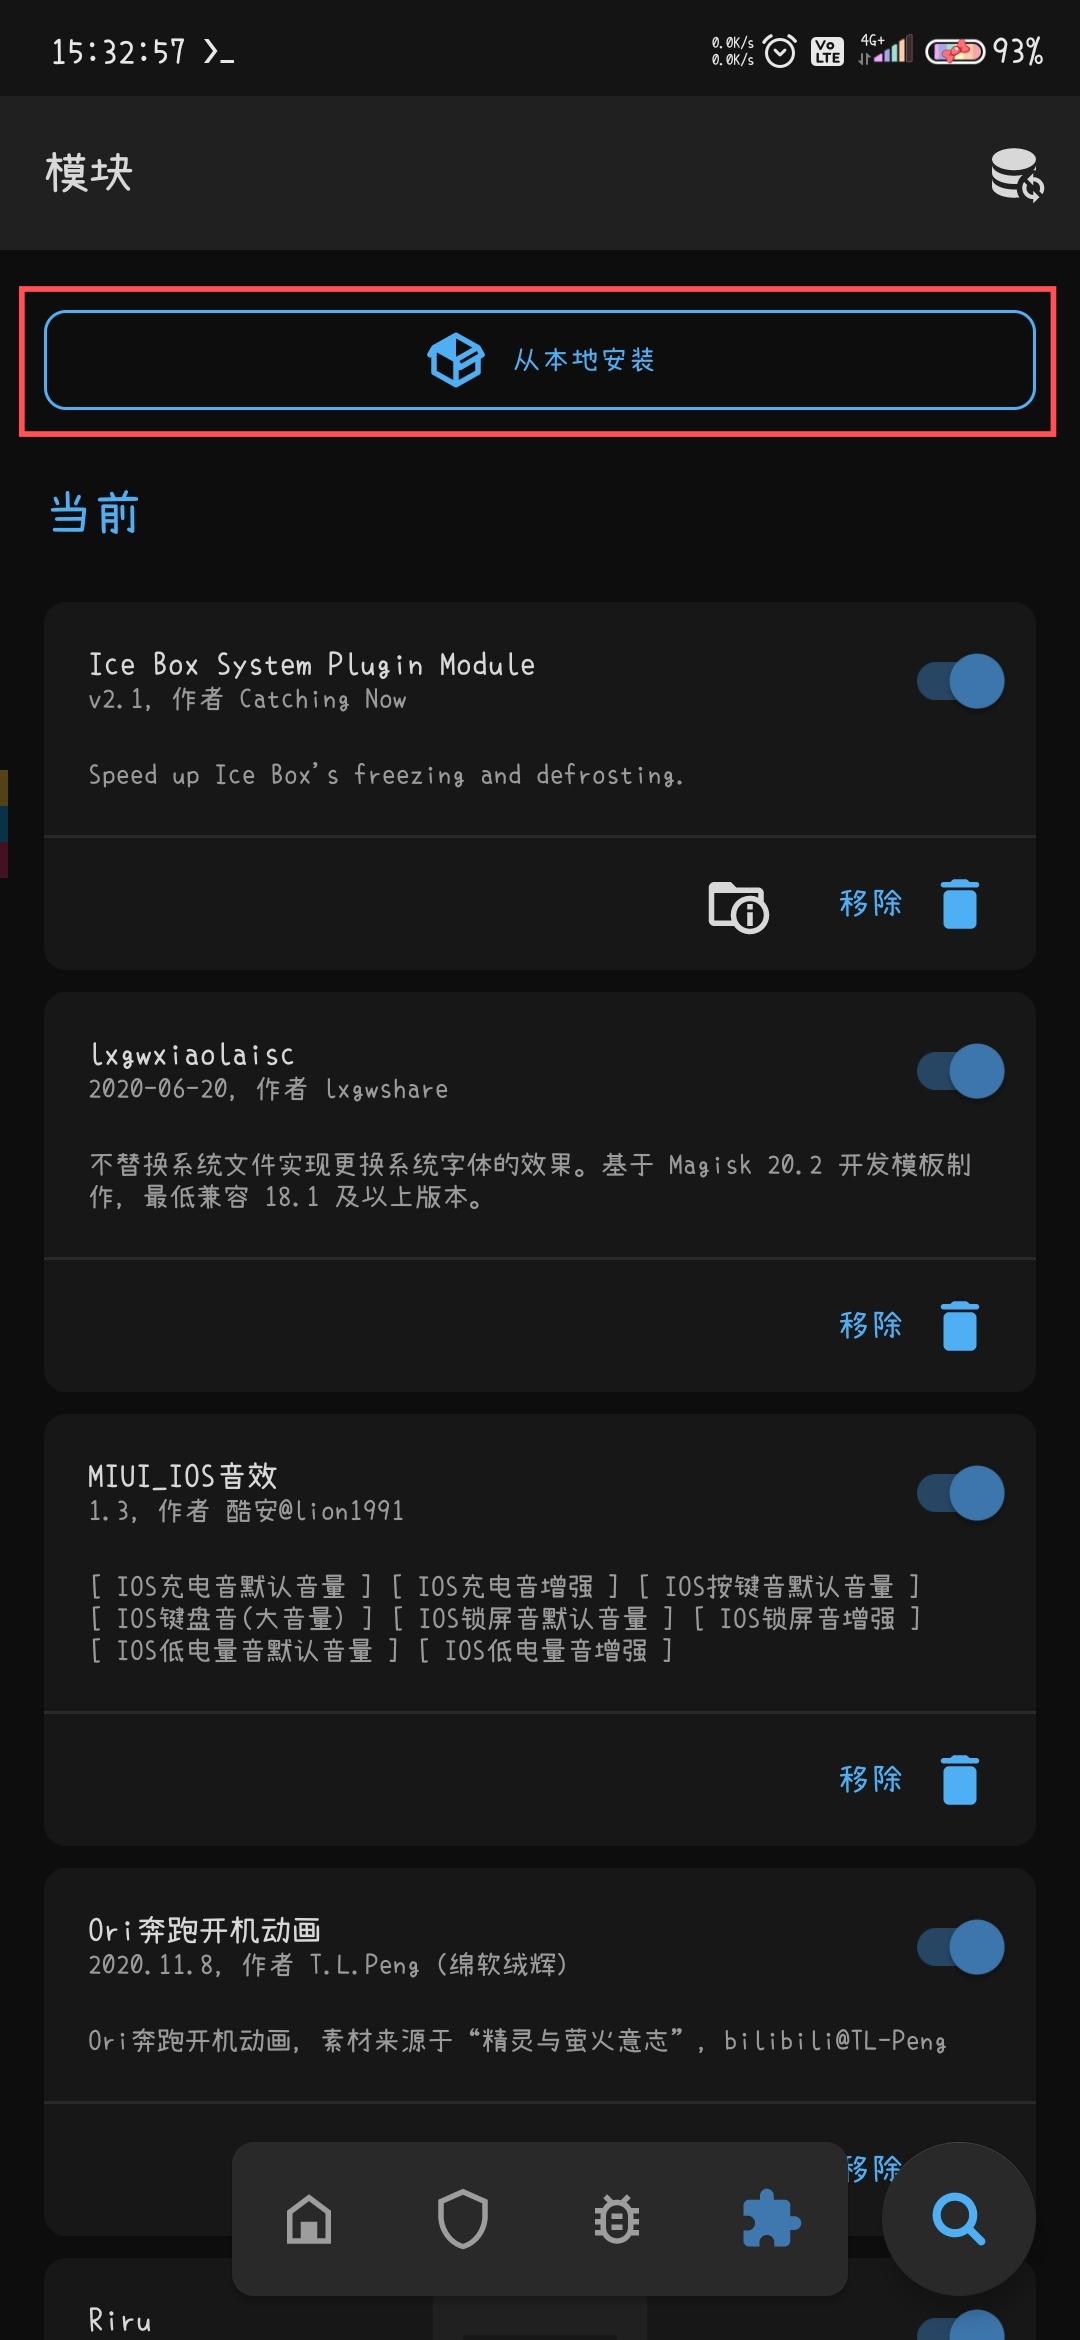 15:32:57 ❯_
0.0K/s
0.0K/s
Vo
LTE
4G+
93%
模块
从本地安装
当前
Ice Box System Plugin Module
v2.1, 作者 Catching Now
Speed up Ice Box's freezing and defrosting.
移除
lxgwxiaolaisc
2020-06-20, 作者 lxgwshare
不替换系统文件实现更换系统字体的效果。基于 Magisk 20.2 开发模板制
作, 最低兼容 18.1 及以上版本。
移除
MIUI_IOS音效
1.3, 作者 酷安@lion1991
[ IOS充电音默认音量 ] [ IOS充电音增强 ] [ IOS按键音默认音量 ]
[ IOS键盘音(大音量) ] [ IOS锁屏音默认音量 ] [ IOS锁屏音增强 ]
[ IOS低电量音默认音量 ] [ IOS低电量音增强 ]
移除
Ori奔跑开机动画
2020.11.8, 作者 T.L.Peng (绵软绒辉)
Ori奔跑开机动画, 素材来源于“精灵与萤火意志”, bilibili@TL-Peng
移除
Riru